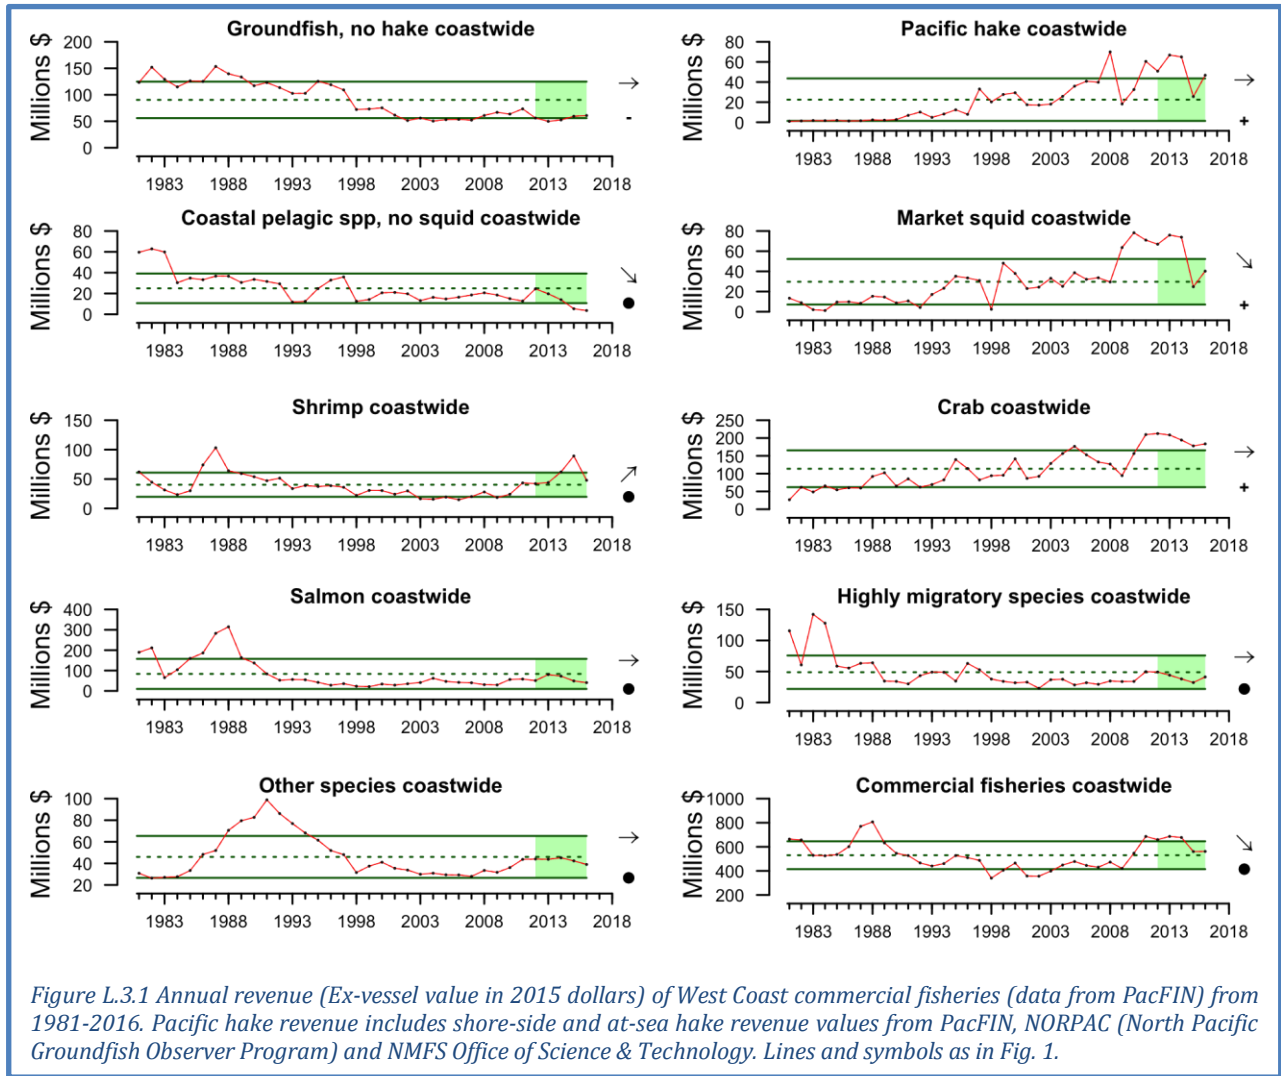 Groundfish, no hake coastwide
Millions $
200
150
100
50
0
1983 1988 1993 1998 2003 2008 2013 2018
-
Pacific hake coastwide
Millions $
80
60
40
20
0
1983 1988 1993 1998 2003 2008 2013 2018
+
Coastal pelagic spp, no squid coastwide
Millions $
80
60
40
20
0
1983 1988 1993 1998 2003 2008 2013 2018
Market squid coastwide
Millions $
80
60
40
20
0
1983 1988 1993 1998 2003 2008 2013 2018
+
Shrimp coastwide
Millions $
150
100
50
0
1983 1988 1993 1998 2003 2008 2013 2018
Crab coastwide
Millions $
250
200
150
100
50
0
1983 1988 1993 1998 2003 2008 2013 2018
+
Salmon coastwide
Millions $
400
300
200
100
0
1983 1988 1993 1998 2003 2008 2013 2018
Highly migratory species coastwide
Millions $
150
100
50
0
1983 1988 1993 1998 2003 2008 2013 2018
Other species coastwide
Millions $
100
80
60
40
20
1983 1988 1993 1998 2003 2008 2013 2018
Commercial fisheries coastwide
Millions $
1000
800
600
400
200
1983 1988 1993 1998 2003 2008 2013 2018
Figure L.3.1 Annual revenue (Ex-vessel value in 2015 dollars) of West Coast commercial fisheries (data from PacFIN) from
1981-2016. Pacific hake revenue includes shore-side and at-sea hake revenue values from PacFIN, NORPAC (North Pacific
Groundfish Observer Program) and NMFS Office of Science & Technology. Lines and symbols as in Fig. 1.